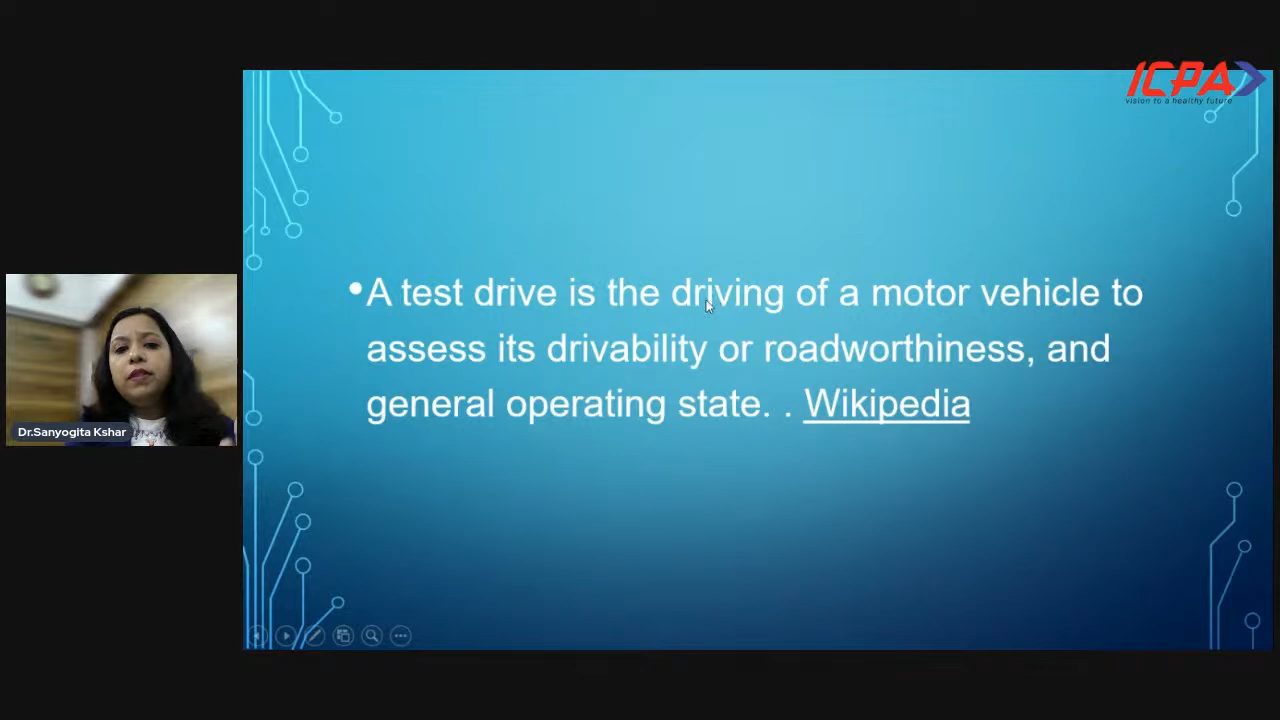 ICPA
vision to a healthy future
• A test drive is the driving of a motor vehicle to
assess its drivability or roadworthiness, and
general operating state. . Wikipedia
Dr.Sanyogita Kshar